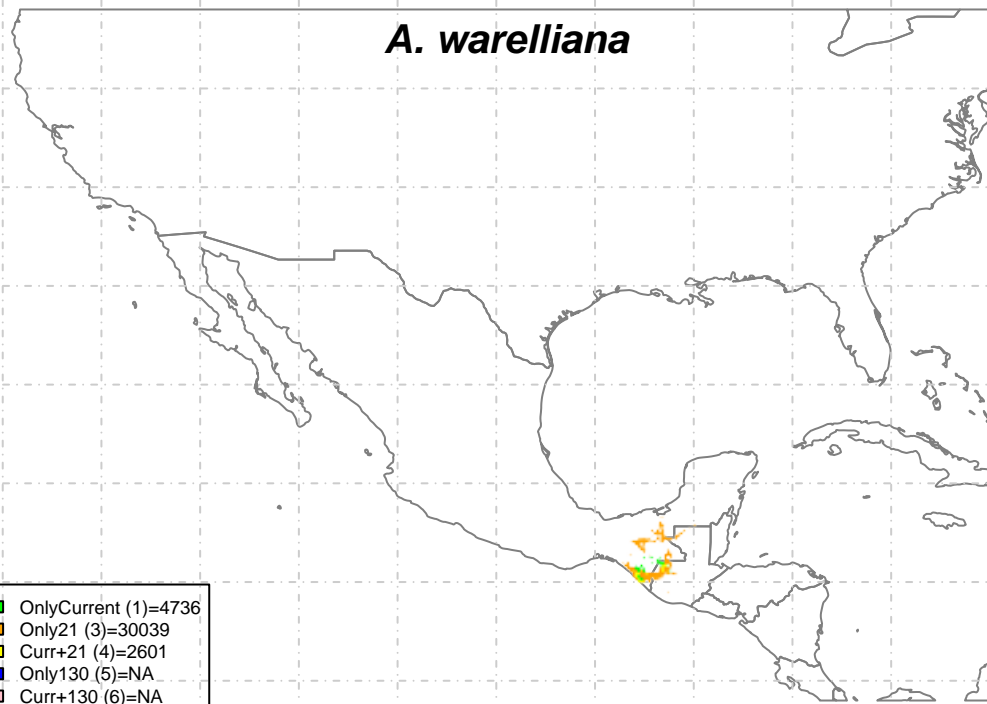 A. warelliana
OnlyCurrent (1)=4736
Only21 (3)=30039
Curr+21 (4)=2601
Only130 (5)=NA
Curr+130 (6)=NA